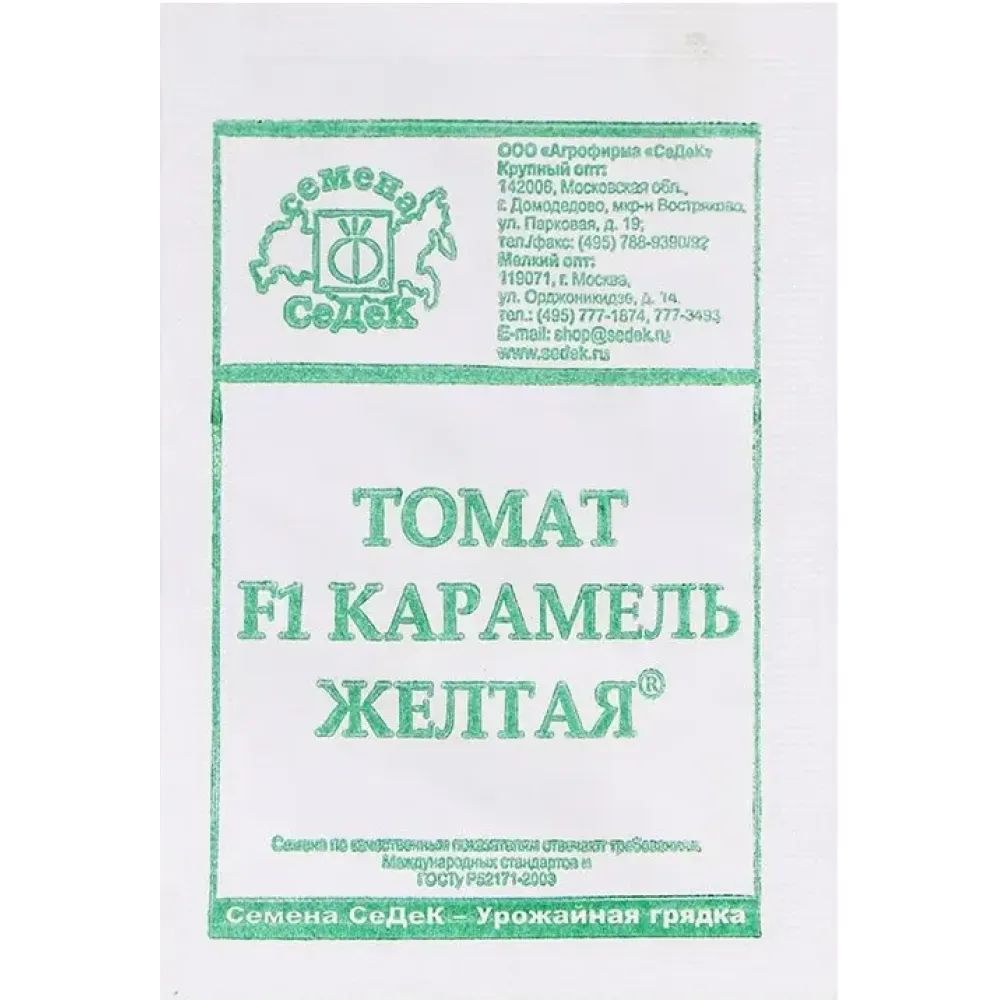 семена
СеДеК
ООО «Агрофирма «СеДеК»
Крупный опт:
142006, Московская обл.,
г. Домодедово, мкр-н Востряково,
ул. Парковая, д. 19;
тел./факс: (495) 788-9390/92
Мелкий опт:
119071, г. Москва,
ул. Орджоникидзе, д. 14,
тел.: (495) 777-1874, 777-3493
E-mail: shop@sedek.ru
www.sedek.ru
ТОМАТ
F1 КАРАМЕЛЬ
ЖЕЛТАЯ®
Семена по качественным показателям отвечают требованиям
Международных стандартов и
ГОСТу Р52171-2003
Семена СеДеК – Урожайная грядка